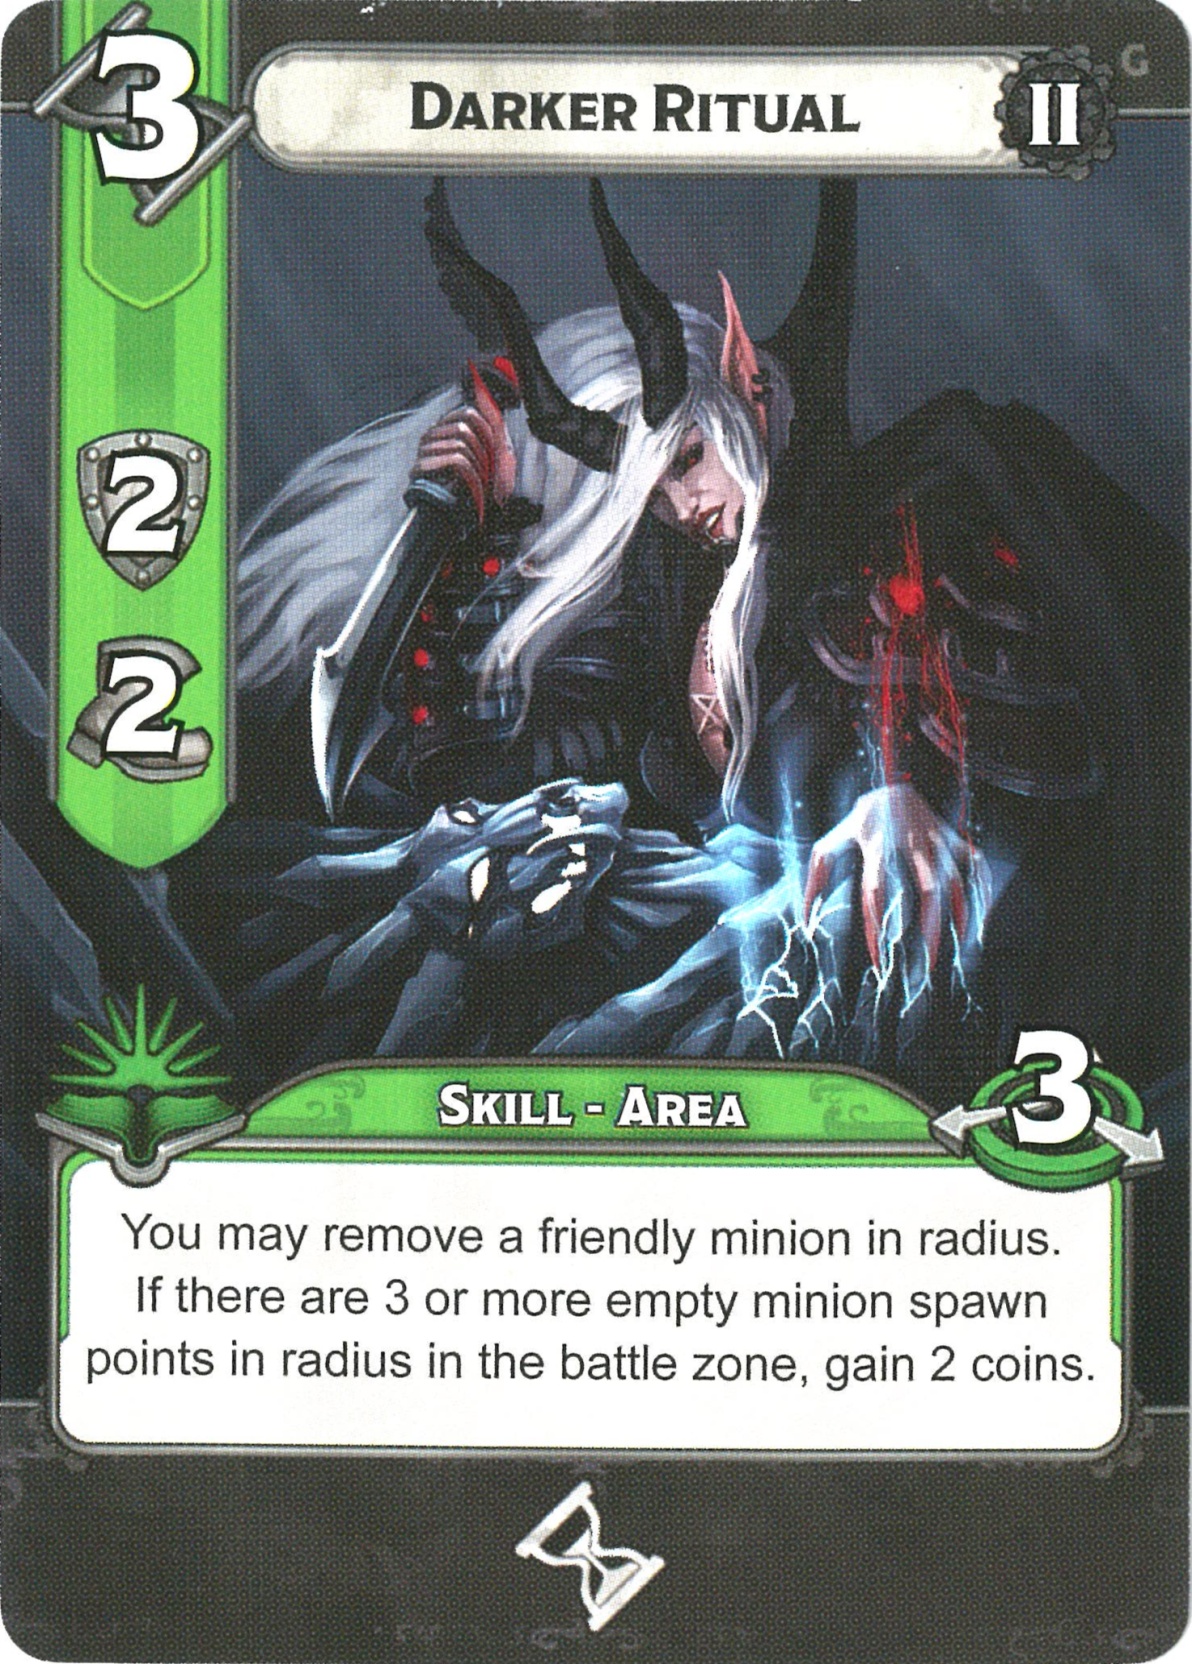 3
DARKER RITUAL
II
G
2
2
SKILL - AREA
3
You may remove a friendly minion in radius.
If there are 3 or more empty minion spawn
points in radius in the battle zone, gain 2 coins.